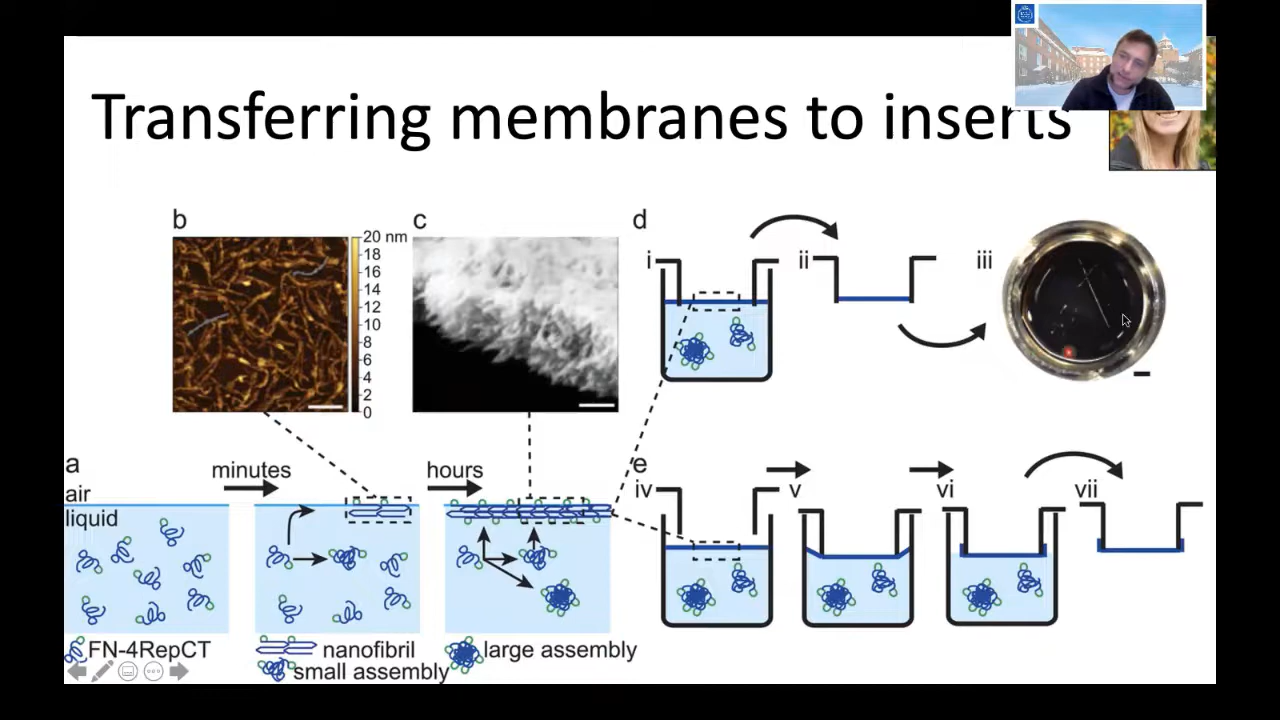 Transferring membranes to inserts
b
c
d
20 nm
18
16
14
12
10
8
6
4
2
0
i
ii
iii
a
minutes
hours
e
air
liquid
iv
v
vi
vii
FN-4RepCT
nanofibril
small assembly
large assembly